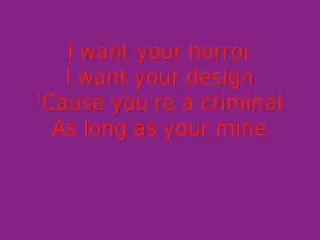 I want your horror
I want your design
'Cause you're a criminal
As long as your mine